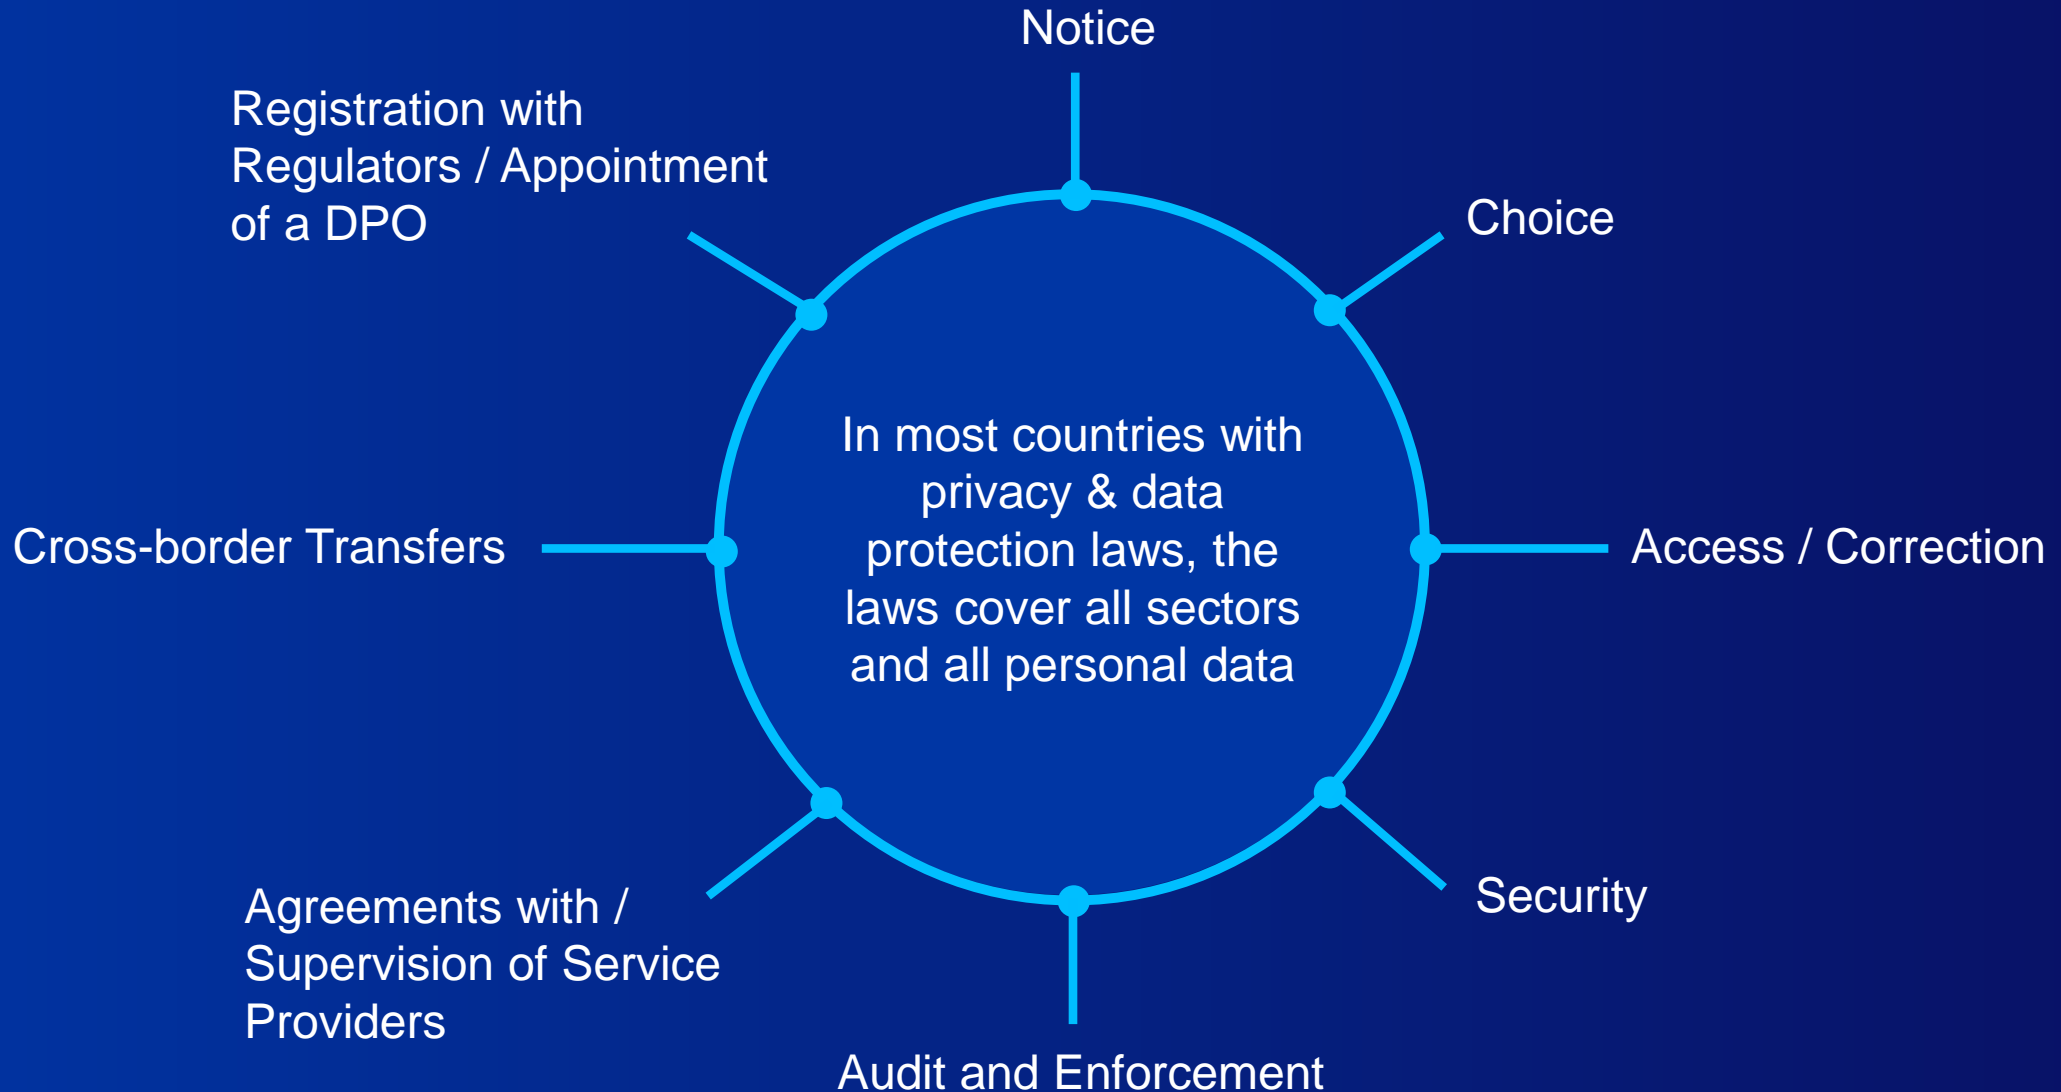 Notice
Registration with
Regulators / Appointment
of a DPO
Choice
In most countries with
privacy & data
protection laws, the
laws cover all sectors
and all personal data
Cross-border Transfers
Access / Correction
Agreements with /
Supervision of Service
Providers
Security
Audit and Enforcement